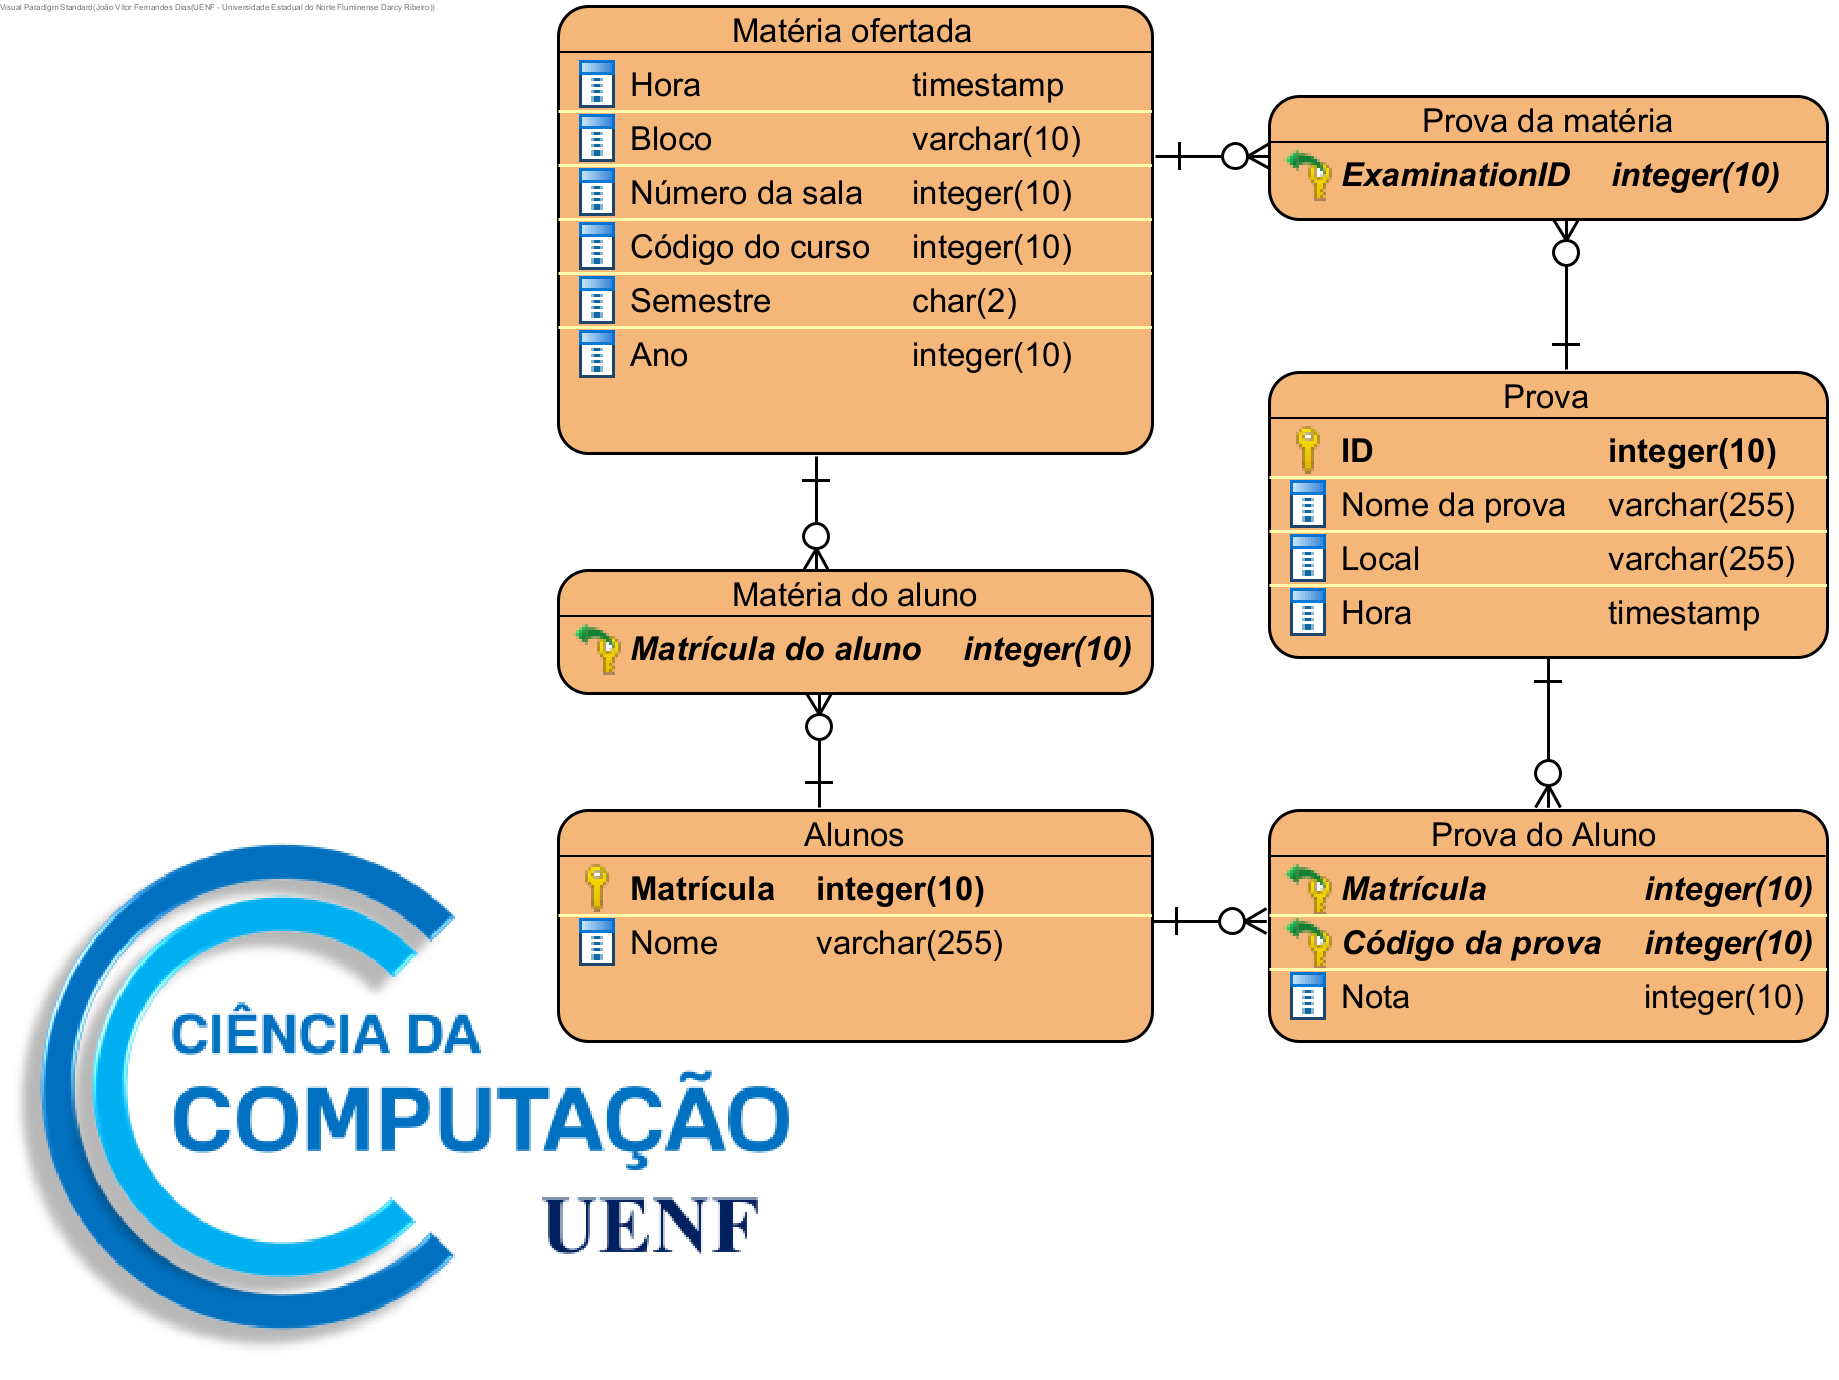 Visual Paradigm Standard(João Vítor Fernandes Dias(UENF - Universidade Estadual do Norte Fluminense Darcy Ribeiro))
Matéria ofertada
Hora timestamp
Bloco varchar(10)
Número da sala integer(10)
Código do curso integer(10)
Semestre char(2)
Ano integer(10)
Prova da matéria
ExaminationID integer(10)
Prova
ID integer(10)
Nome da prova varchar(255)
Local varchar(255)
Hora timestamp
Matéria do aluno
Matrícula do aluno integer(10)
Alunos
Matrícula integer(10)
Nome varchar(255)
Prova do Aluno
Matrícula integer(10)
Código da prova integer(10)
Nota integer(10)
CIÊNCIA DA
COMPUTAÇÃO
UENF